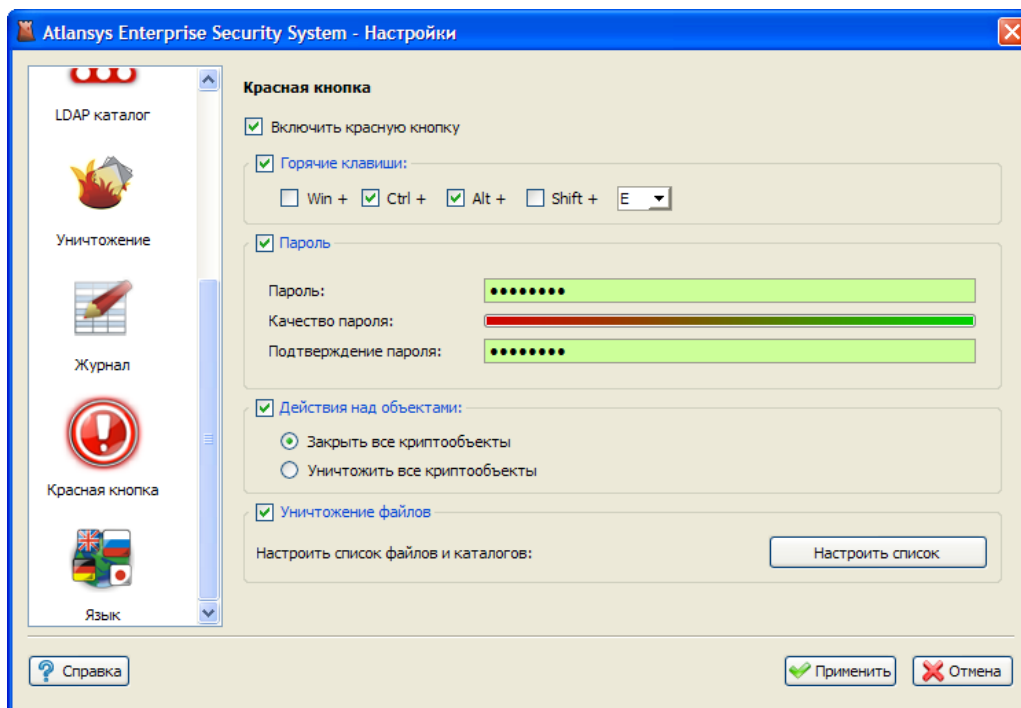 Atlansys Enterprise Security System - Настройки
LDAP каталог
Уничтожение
Журнал
Красная кнопка
Язык
Красная кнопка
Включить красную кнопку
Горячие клавиши:
Win + Ctrl + Alt + Shift + E
Пароль
Пароль: ●●●●●●●●
Качество пароля:
Подтверждение пароля: ●●●●●●●●
Действия над объектами:
Закрыть все криптообъекты
Уничтожить все криптообъекты
Уничтожение файлов
Настроить список файлов и каталогов: Настроить список
Справка Применить Отмена